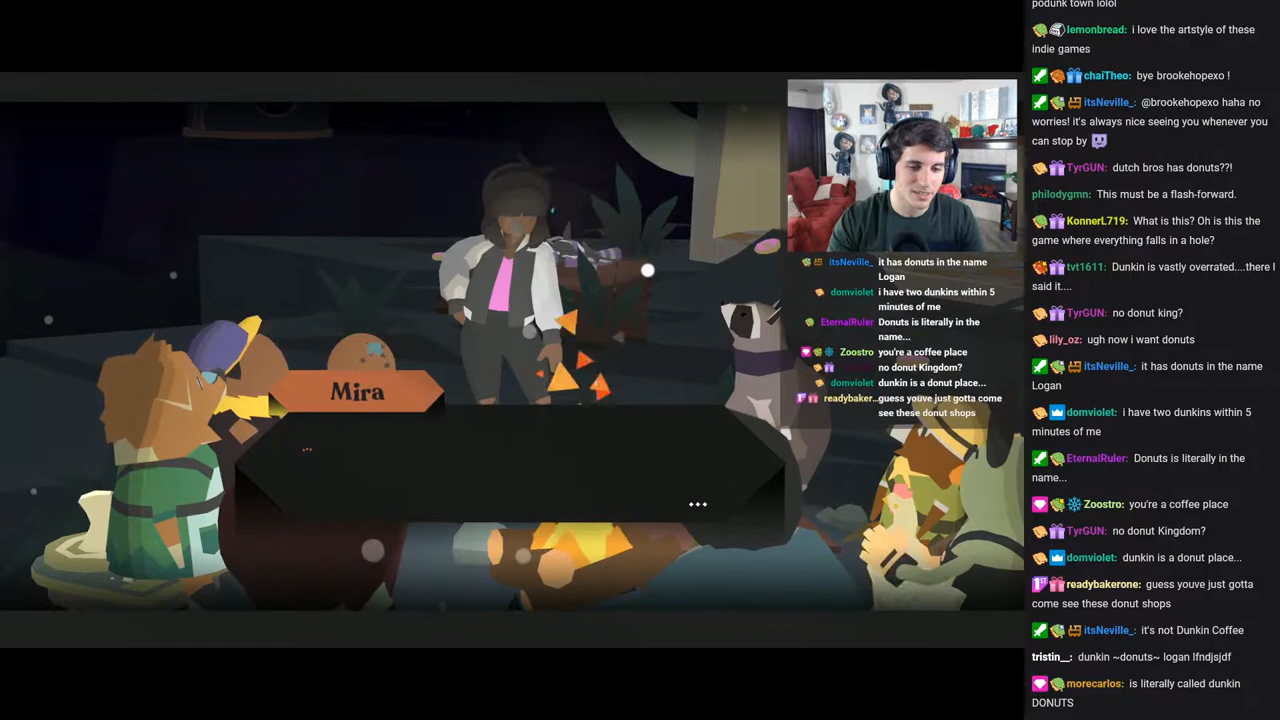 Mira
...
...
itsNeville_ it has donuts in the name
Logan
domviolet i have two dunkins within 5
minutes of me
EternalRuler Donuts is literally in the
name...
Zoostro you're a coffee place
no donut Kingdom?
domviolet dunkin is a donut place...
readybaker... guess youve just gotta come
see these donut shops
podunk town lolol
lemonbread: i love the artstyle of these
indie games
chaiTheo: bye brookehopexo !
itsNeville_: @brookehopexo haha no
worries! it's always nice seeing you whenever you
can stop by
TyrGUN: dutch bros has donuts??!
philodygmn: This must be a flash-forward.
KonnerL719: What is this? Oh is this the
game where everything falls in a hole?
tvt1611: Dunkin is vastly overrated....there I
said it....
TyrGUN: no donut king?
lily_oz: ugh now i want donuts
itsNeville_: it has donuts in the name
Logan
domviolet: i have two dunkins within 5
minutes of me
EternalRuler: Donuts is literally in the
name...
Zoostro: you're a coffee place
TyrGUN: no donut Kingdom?
domviolet: dunkin is a donut place...
1ST readybakerone: guess youve just gotta
come see these donut shops
itsNeville_: it's not Dunkin Coffee
tristin__: dunkin ~donuts~ logan lfndjsjdf
morecarlos: is literally called dunkin
DONUTS